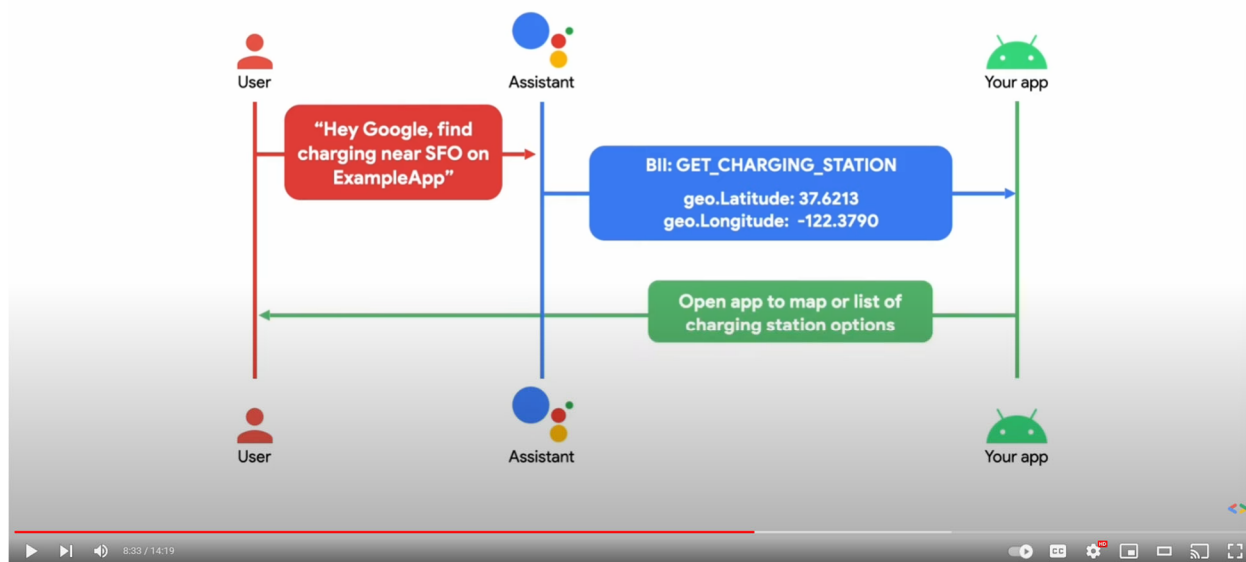 User
Assistant
Your app
“Hey Google, find
charging near SFO on
ExampleApp”
BII: GET_CHARGING_STATION
geo.Latitude: 37.6213
geo.Longitude: -122.3790
Open app to map or list of
charging station options
User
Assistant
Your app
8:33 / 14:19
CC
HD